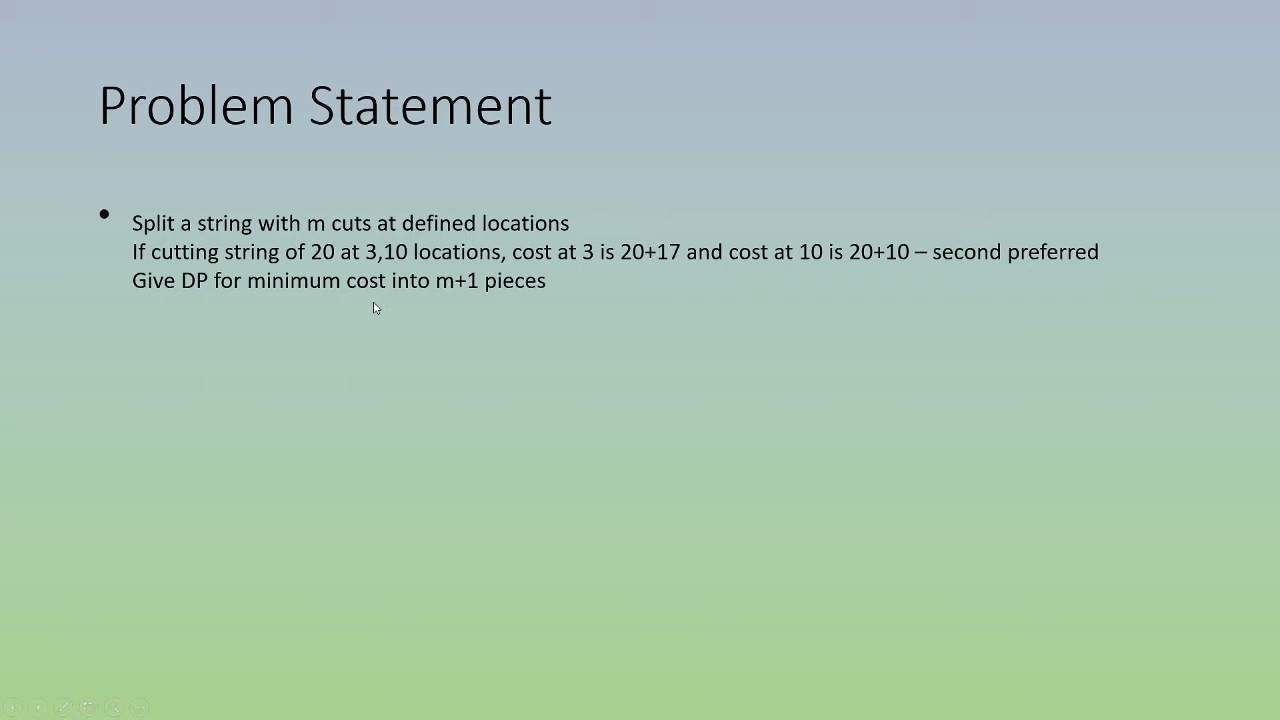 Problem Statement
• Split a string with m cuts at defined locations
If cutting string of 20 at 3,10 locations, cost at 3 is 20+17 and cost at 10 is 20+10 – second preferred
Give DP for minimum cost into m+1 pieces